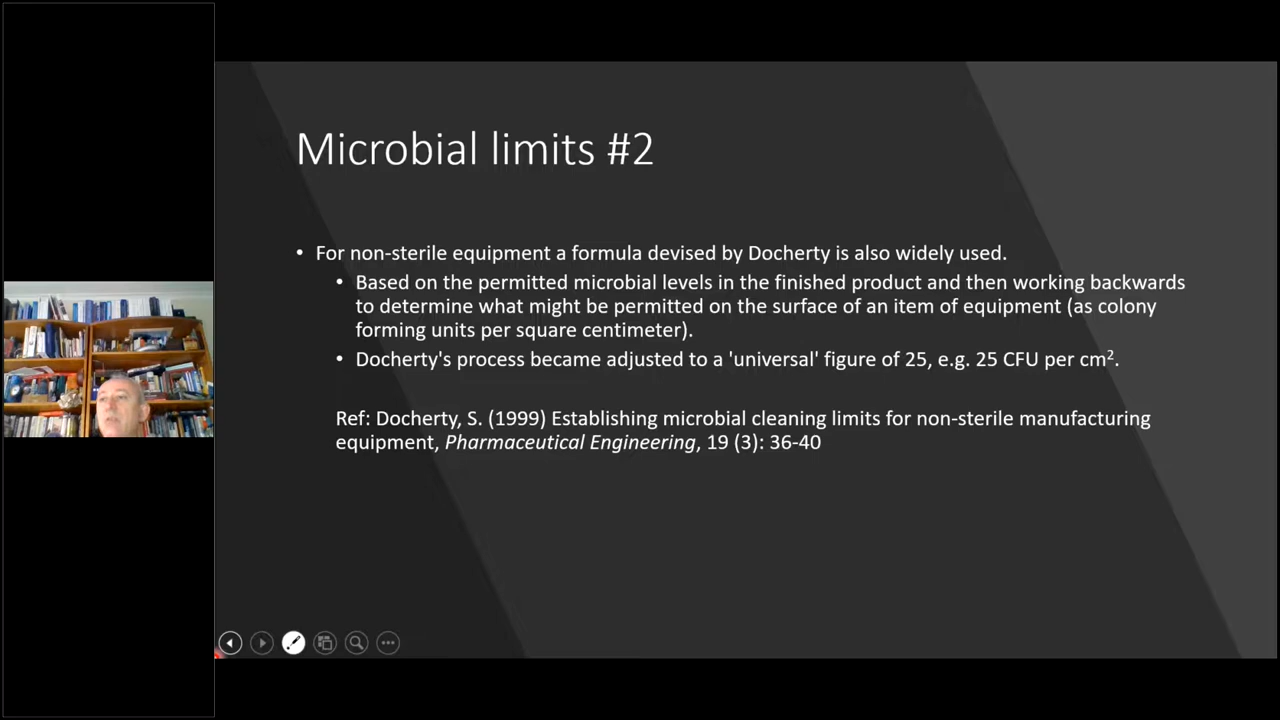 Microbial limits #2
• For non-sterile equipment a formula devised by Docherty is also widely used.
• Based on the permitted microbial levels in the finished product and then working backwards
to determine what might be permitted on the surface of an item of equipment (as colony
forming units per square centimeter).
• Docherty's process became adjusted to a 'universal' figure of 25, e.g. 25 CFU per cm².
Ref: Docherty, S. (1999) Establishing microbial cleaning limits for non-sterile manufacturing
equipment, Pharmaceutical Engineering, 19 (3): 36-40